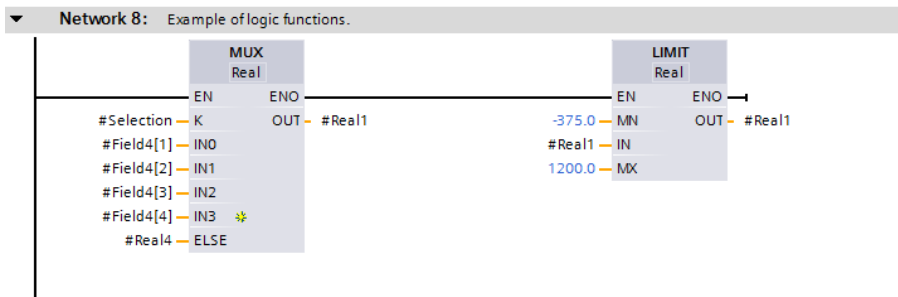 Network 8: Example of logic functions.
MUX
Real
EN ENO
#Selection K OUT #Real1
#Field4[1] IN0
#Field4[2] IN1
#Field4[3] IN2
#Field4[4] IN3
#Real4 ELSE
LIMIT
Real
EN ENO
-375.0 MN OUT #Real1
#Real1 IN
1200.0 MX